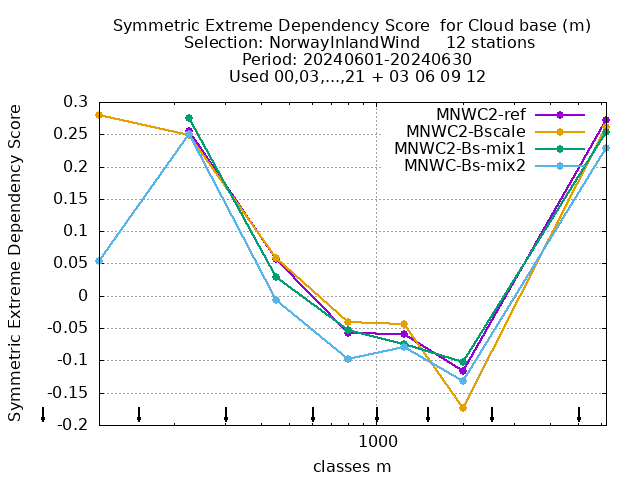 Symmetric Extreme Dependency Score  for Cloud base (m)
Selection: NorwayInlandWind     12 stations
Period: 20240601-20240630
Used 00,03,...,21 + 03 06 09 12
MNWC2-ref
MNWC2-Bscale
MNWC2-Bs-mix1
MNWC-Bs-mix2
Symmetric Extreme Dependency Score
0.3
0.25
0.2
0.15
0.1
0.05
0
-0.05
-0.1
-0.15
-0.2
1000
classes m